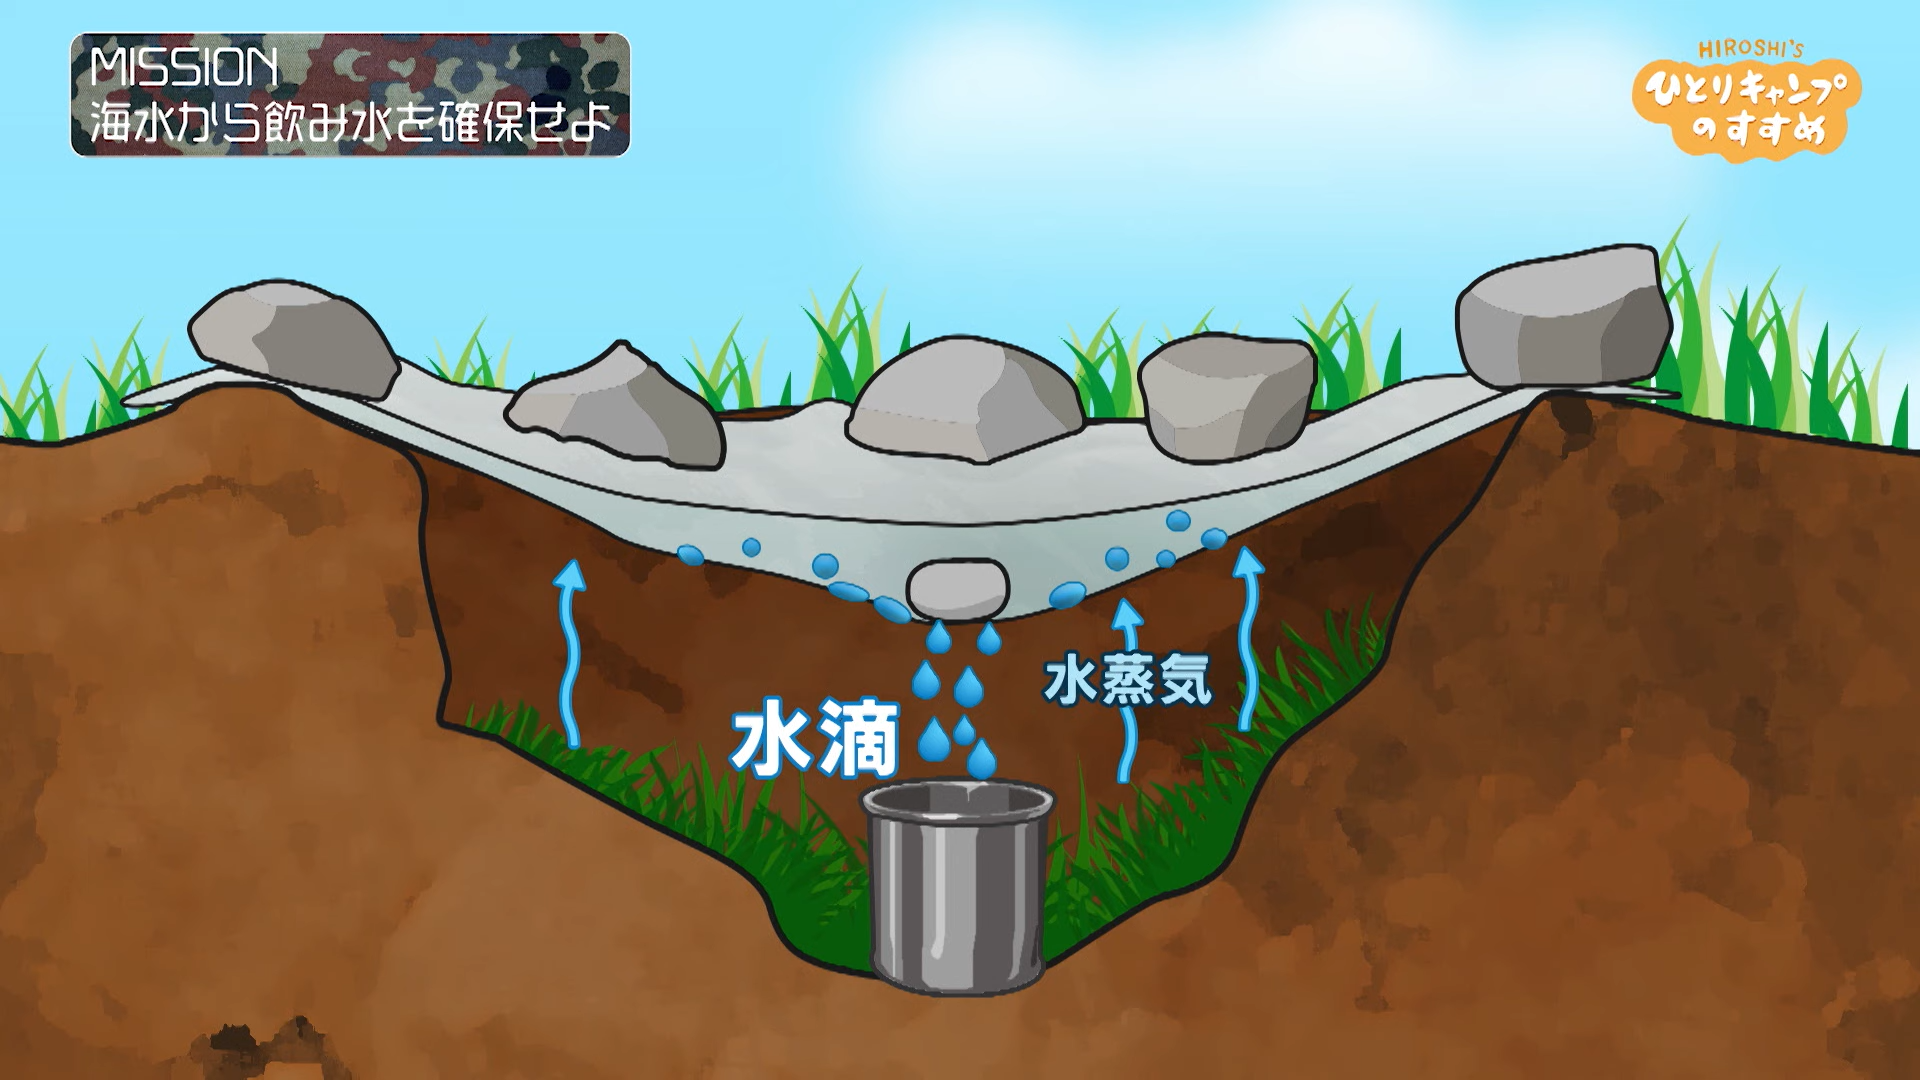 MISSION
海水から飲み水を確保せよ
HIROSHI'S
ひとりキャンプ
のすすめ
水蒸気
水滴